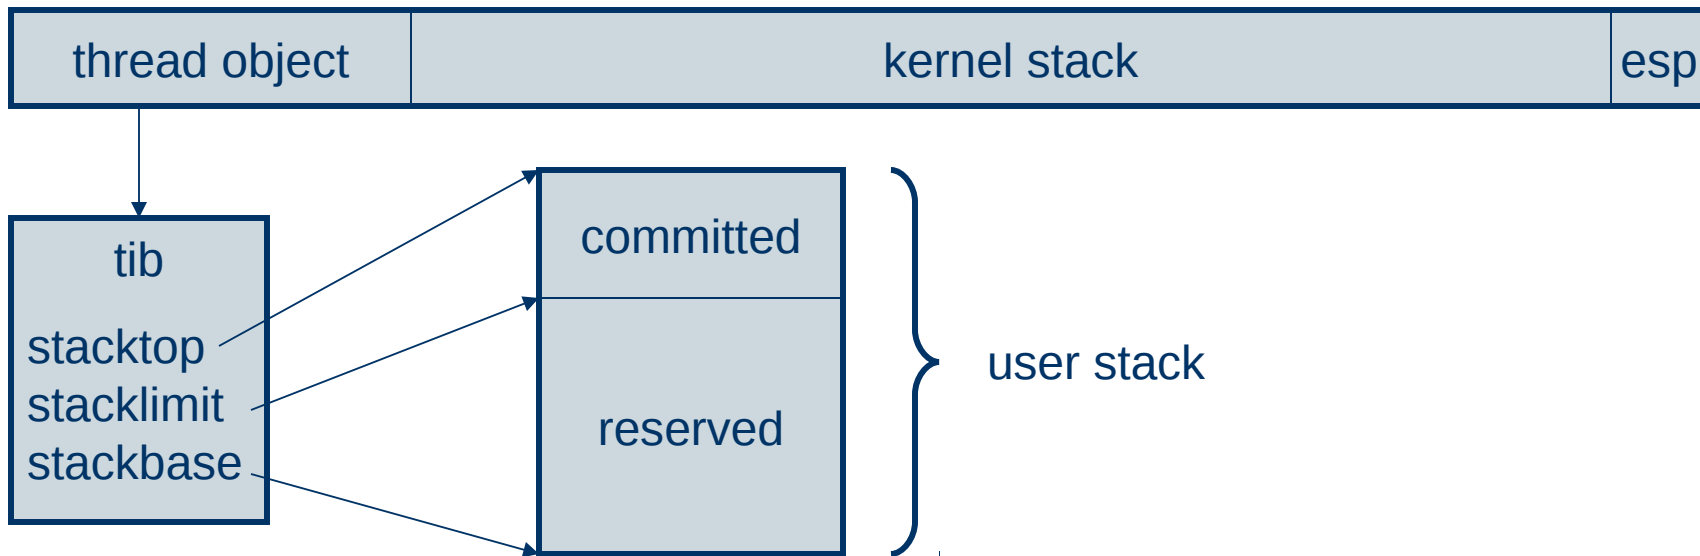 thread object
kernel stack
esp
tib
stacktop
stacklimit
stackbase
committed
reserved
user stack